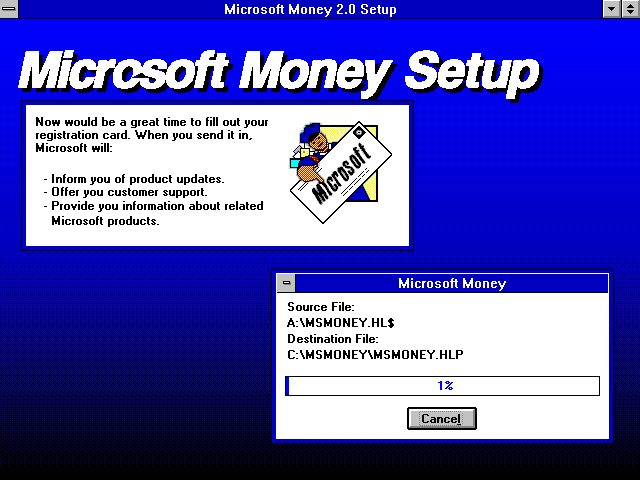 Microsoft Money 2.0 Setup
Microsoft Money Setup
Now would be a great time to fill out your
registration card. When you send it in,
Microsoft will:
- Inform you of product updates.
- Offer you customer support.
- Provide you information about related
Microsoft products.
Microsoft
Microsoft Money
Source File:
A:\MSMONEY.HL$
Destination File:
C:\MSMONEY\MSMONEY.HLP
1%
Cancel